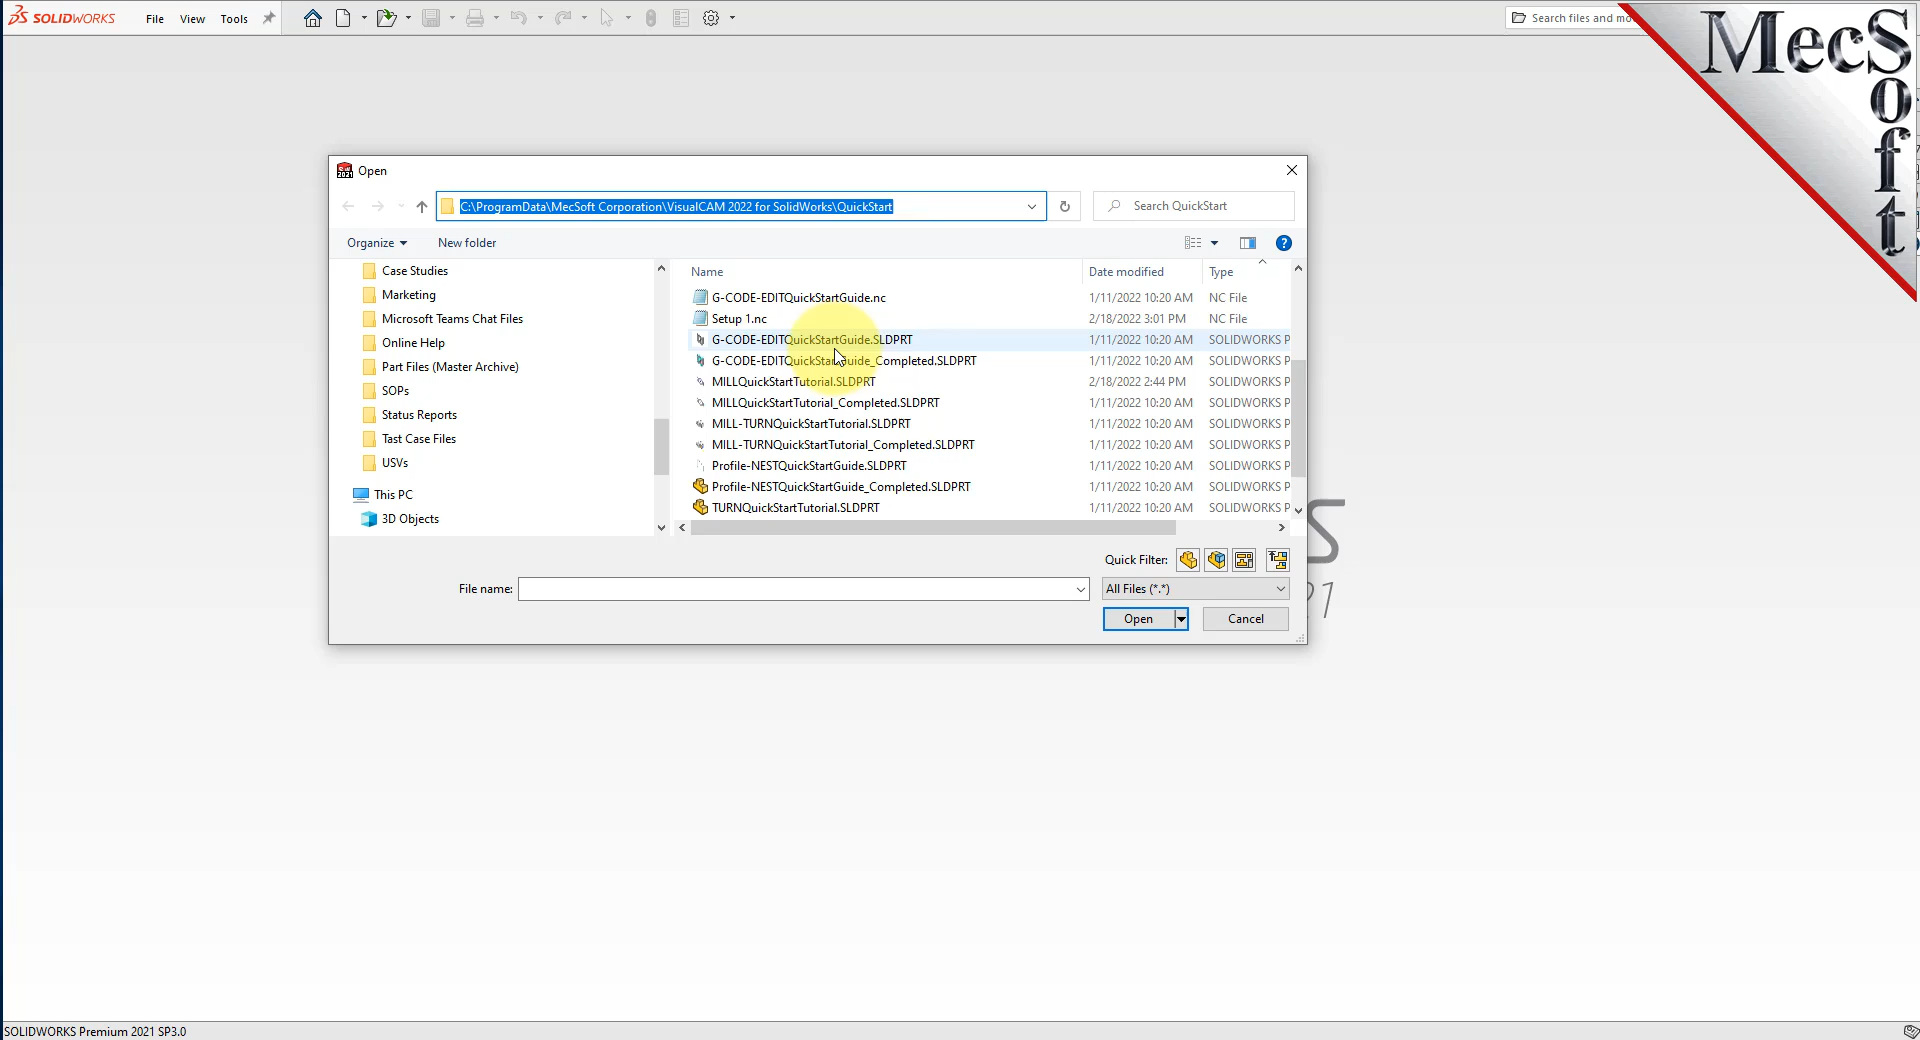 SOLIDWORKS File View Tools Search files and mo
MecSoft
Open
C:\ProgramData\MecSoft Corporation\VisualCAM 2022 for SolidWorks\QuickStart
Search QuickStart
Organize New folder
Case Studies
Marketing
Microsoft Teams Chat Files
Online Help
Part Files (Master Archive)
SOPs
Status Reports
Tast Case Files
USVs
This PC
3D Objects
Name Date modified Type
G-CODE-EDITQuickStartGuide.nc 1/11/2022 10:20 AM NC File
Setup 1.nc 2/18/2022 3:01 PM NC File
G-CODE-EDITQuickStartGuide.SLDPRT 1/11/2022 10:20 AM SOLIDWORKS P
G-CODE-EDITQuickStartGuide_Completed.SLDPRT 1/11/2022 10:20 AM SOLIDWORKS P
MILLQuickStartTutorial.SLDPRT 2/18/2022 2:44 PM SOLIDWORKS P
MILLQuickStartTutorial_Completed.SLDPRT 1/11/2022 10:20 AM SOLIDWORKS P
MILL-TURNQuickStartTutorial.SLDPRT 1/11/2022 10:20 AM SOLIDWORKS P
MILL-TURNQuickStartTutorial_Completed.SLDPRT 1/11/2022 10:20 AM SOLIDWORKS P
Profile-NESTQuickStartGuide.SLDPRT 1/11/2022 10:20 AM SOLIDWORKS P
Profile-NESTQuickStartGuide_Completed.SLDPRT 1/11/2022 10:20 AM SOLIDWORKS P
TURNQuickStartTutorial.SLDPRT 1/11/2022 10:20 AM SOLIDWORKS P
Quick Filter:
File name: All Files (*.*)
Open Cancel
S
21
SOLIDWORKS Premium 2021 SP3.0